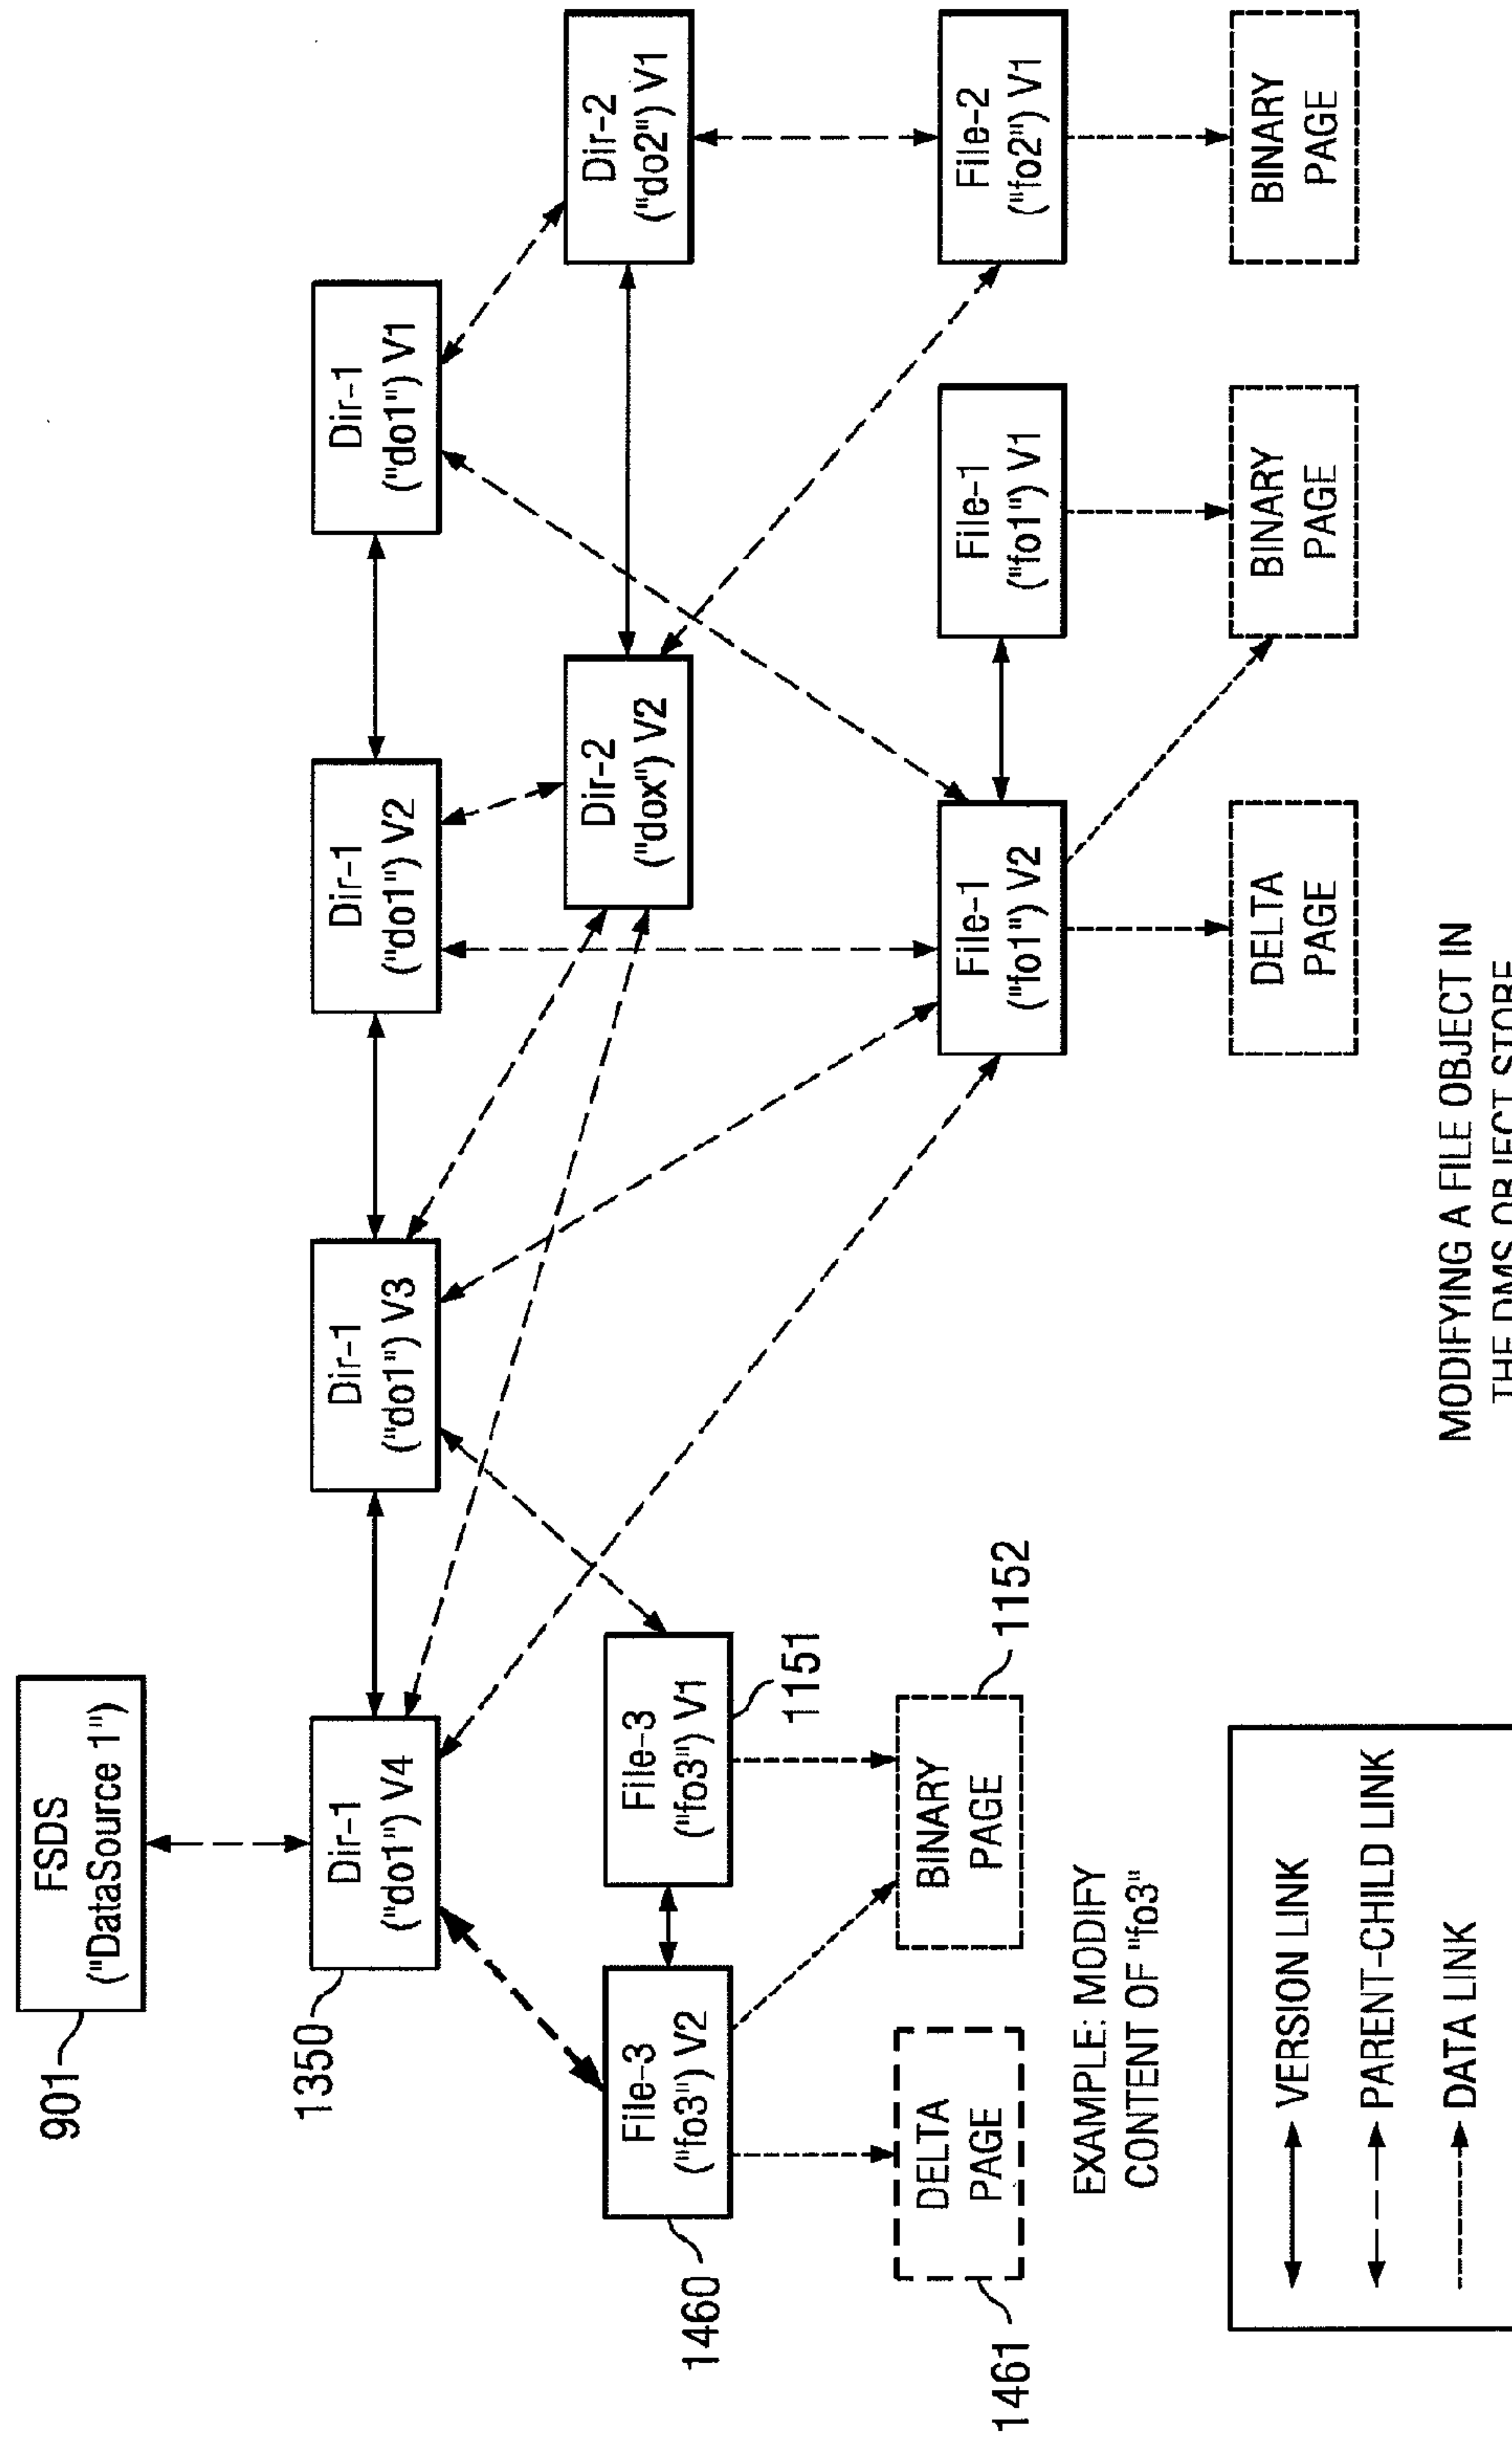 FSDS
("DataSource 1")
901
Dir-1
("do1") V4
1350
Dir-1
("do1") V3
Dir-1
("do1") V2
Dir-1
("do1") V1
File-3
("fo3") V2
1460
File-3
("fo3") V1
1151
Dir-2
("dox") V2
Dir-2
("do2") V1
DELTA
PAGE
1461
BINARY
PAGE
1152
File-1
("fo1") V2
File-1
("fo1") V1
File-2
("fo2") V1
DELTA
PAGE
BINARY
PAGE
BINARY
PAGE
EXAMPLE: MODIFY
CONTENT OF "fo3"
VERSION LINK
PARENT-CHILD LINK
DATA LINK
MODIFYING A FILE OBJECT IN
THE DMS OBJECT STORE